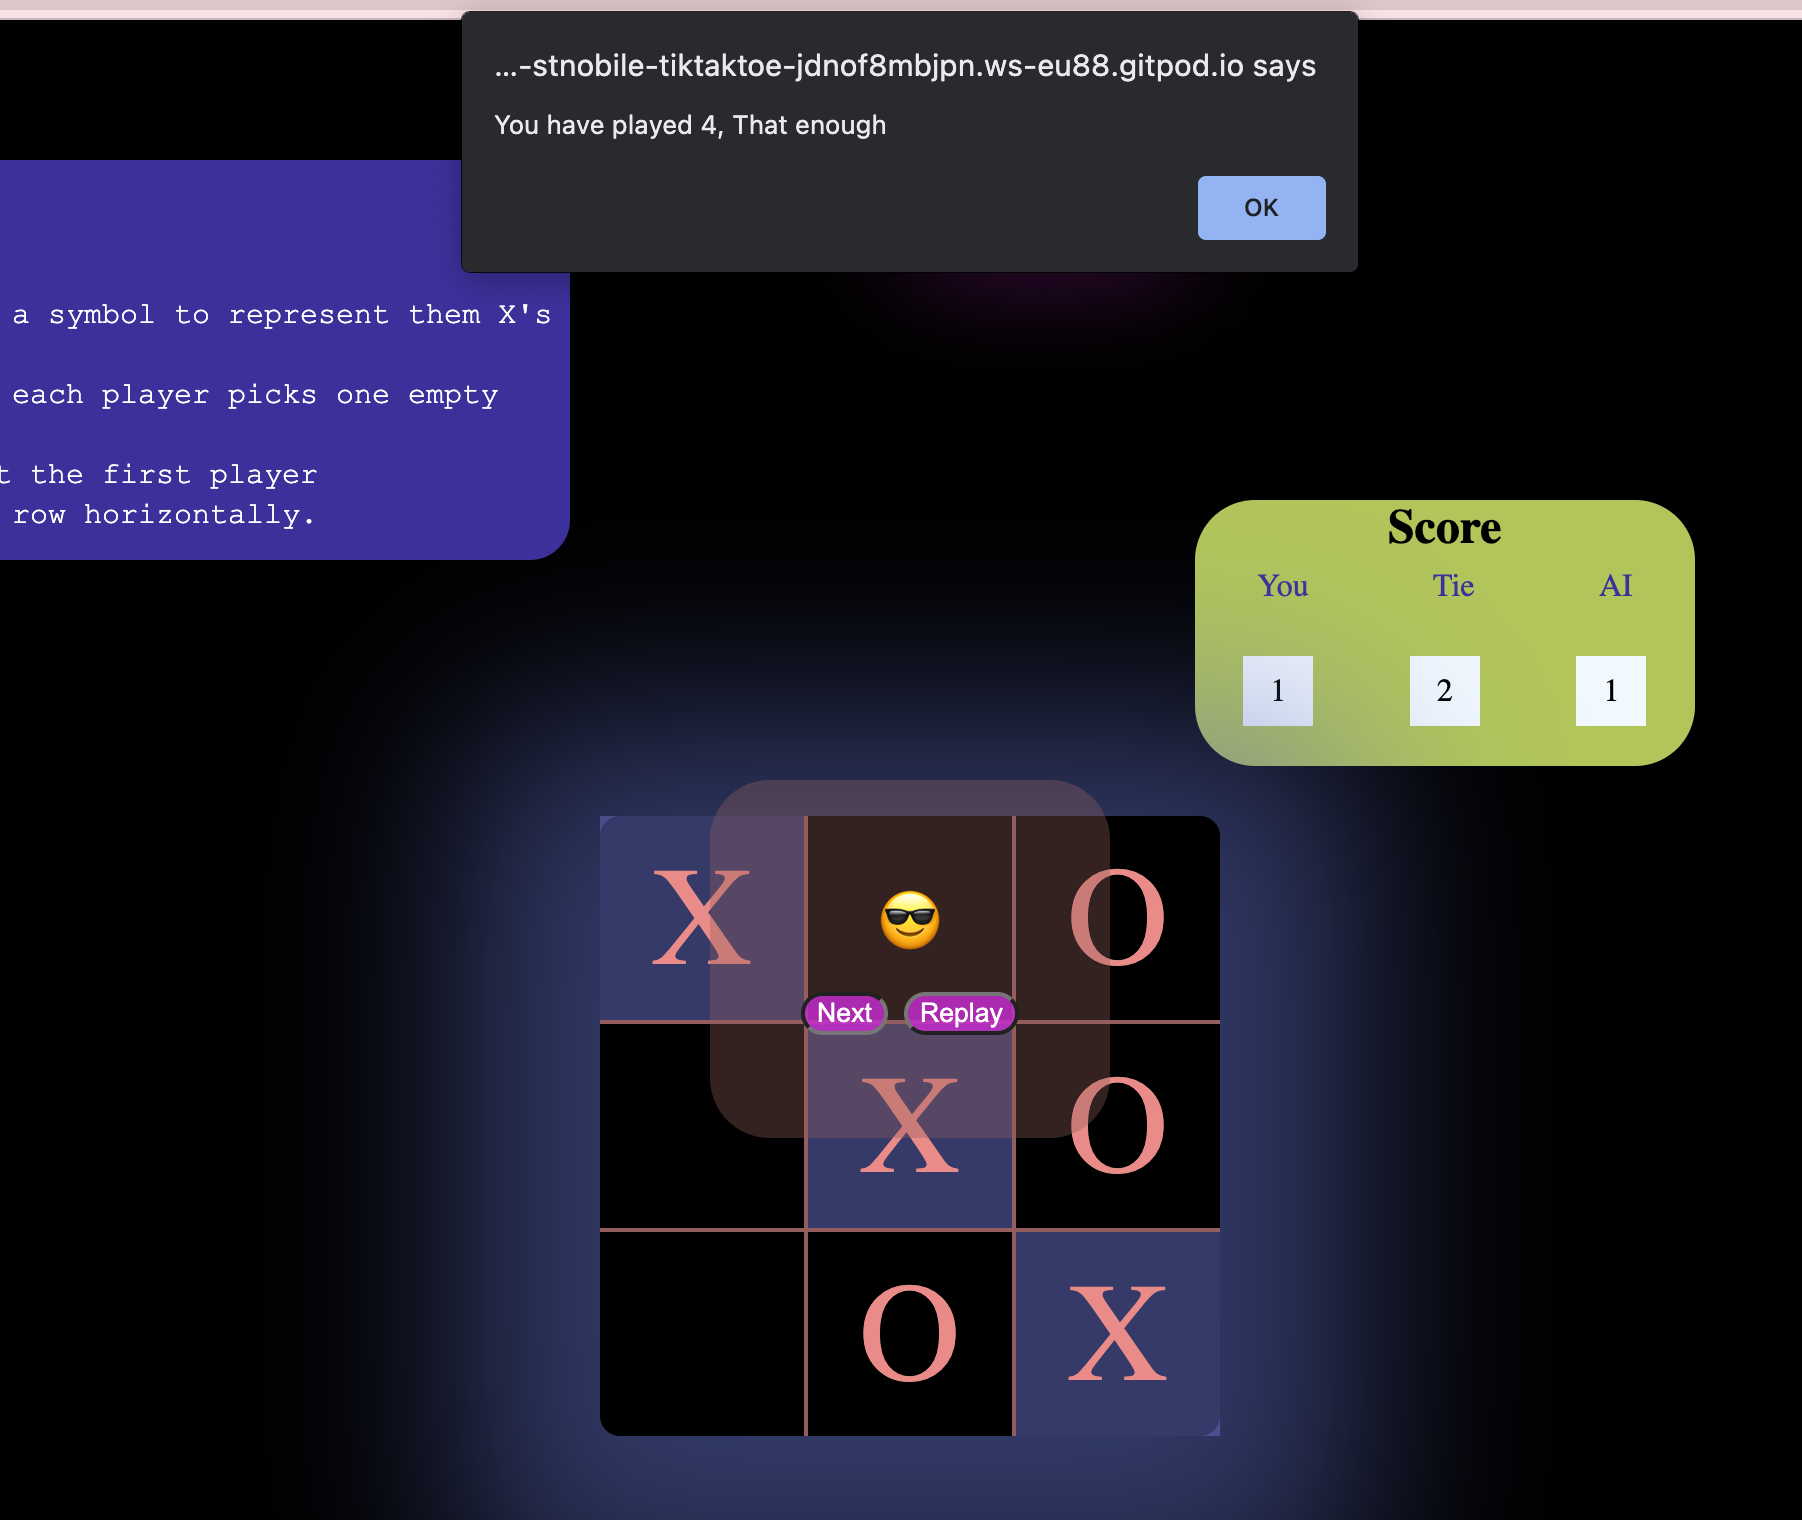 ...-stnobile-tiktaktoe-jdnof8mbjpn.ws-eu88.gitpod.io says
You have played 4, That enough
OK
a symbol to represent them X's
each player picks one empty
t the first player
row horizontally.
Score
You Tie AI
1 2 1
X O
Next Replay
X O
O X